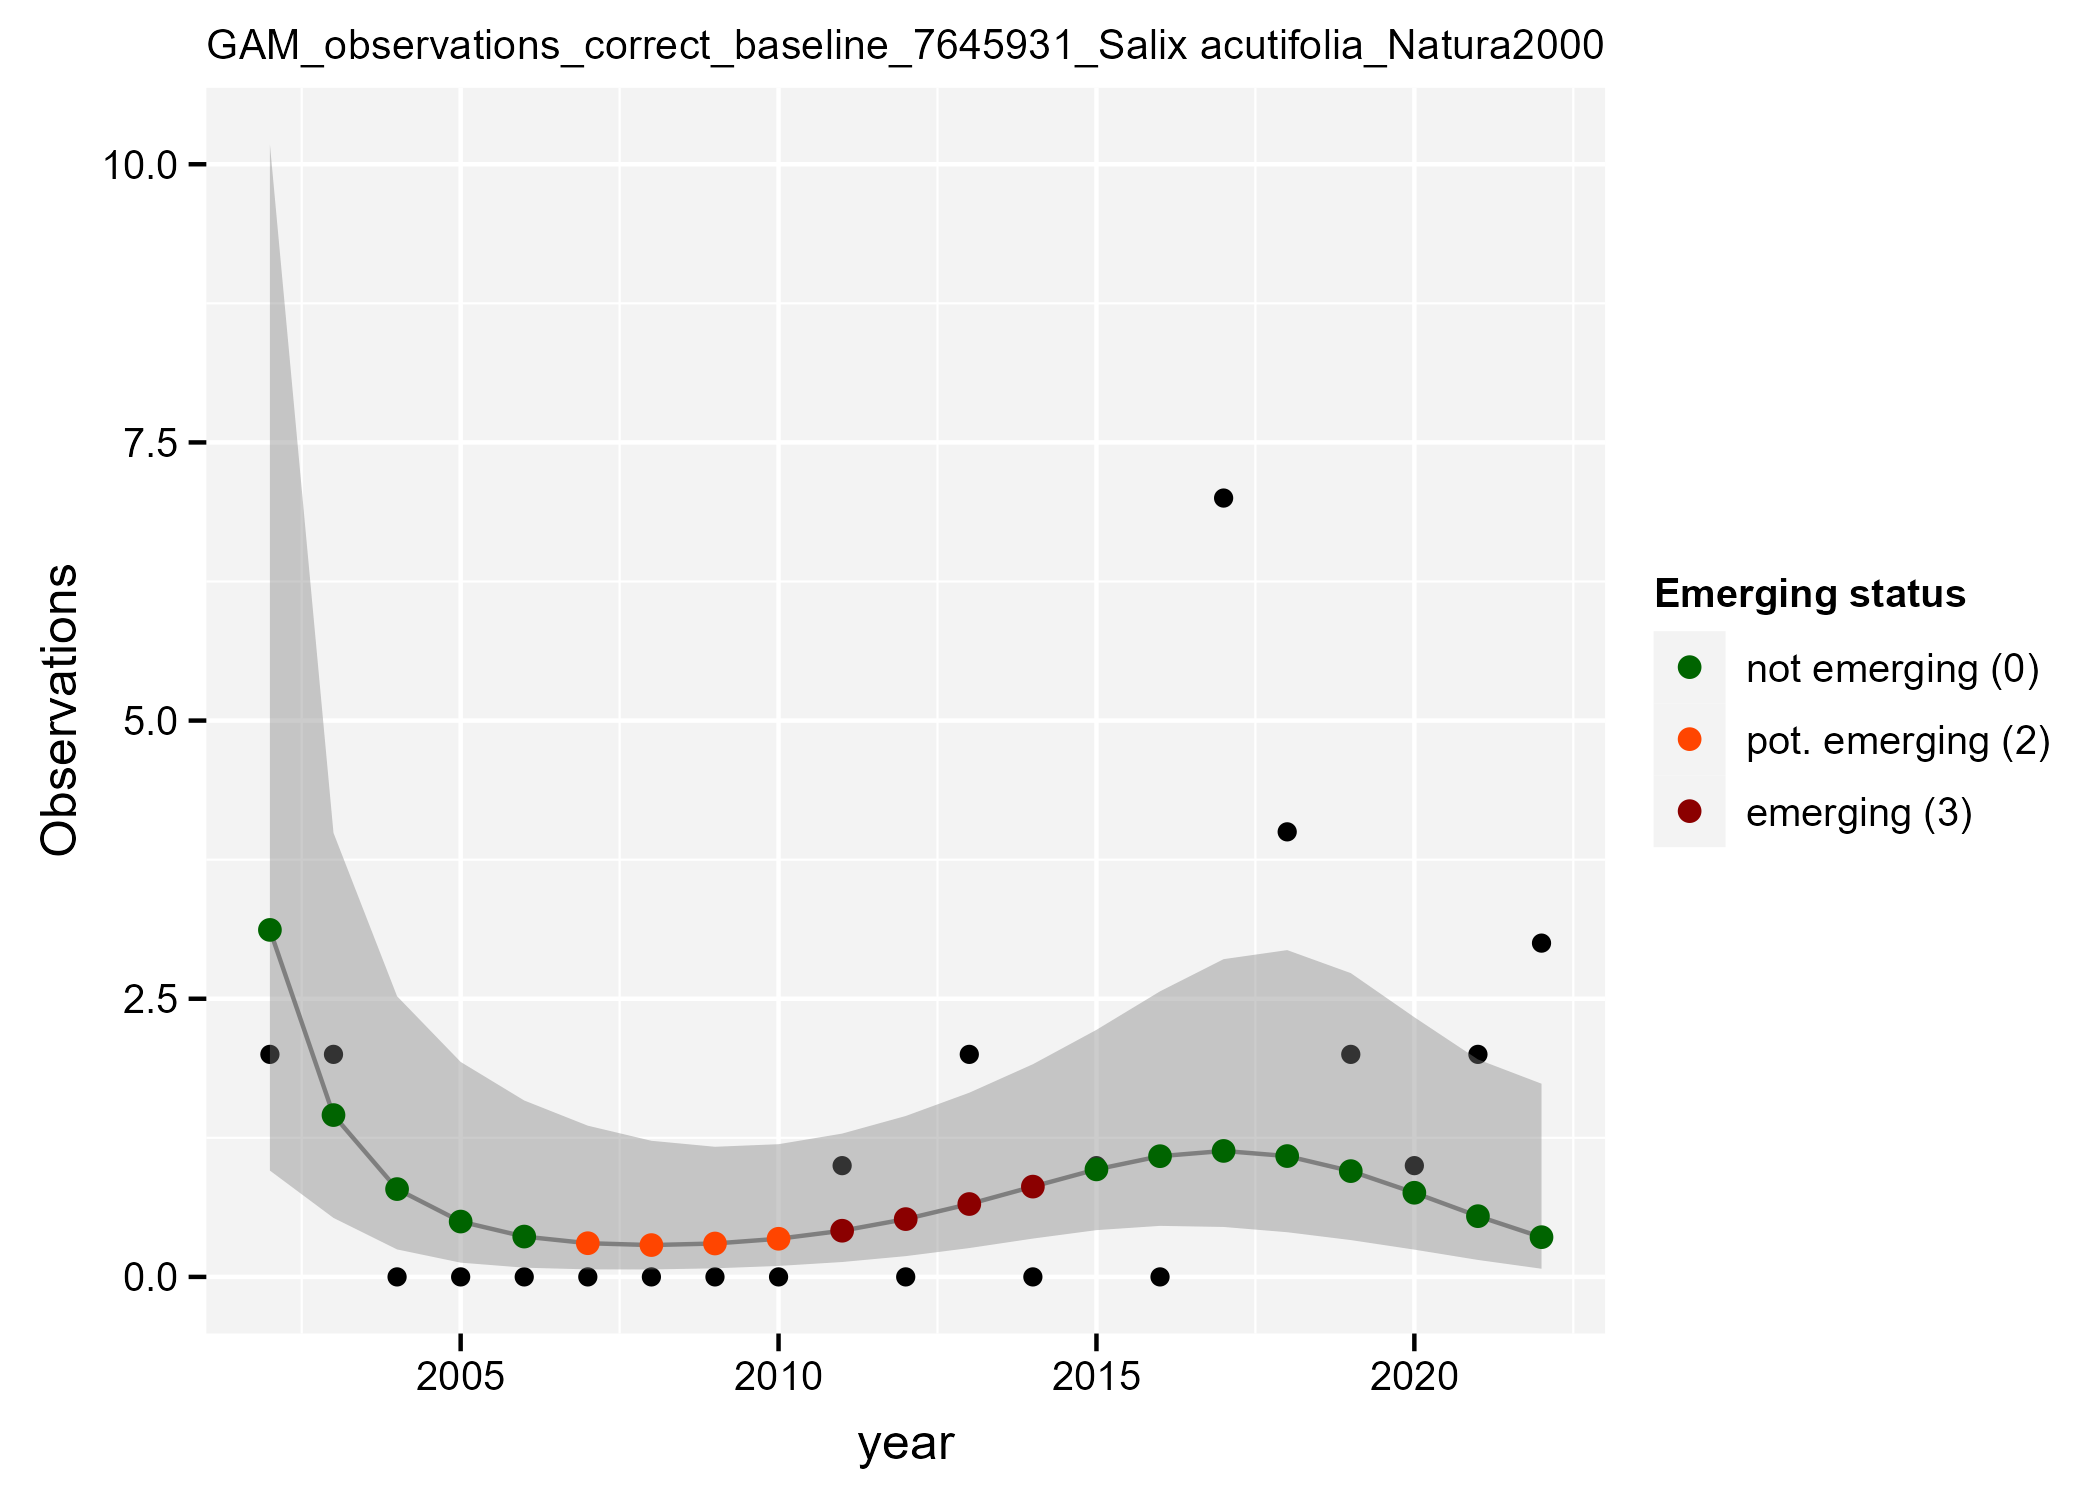 GAM_observations_correct_baseline_7645931_Salix acutifolia_Natura2000
10.0
7.5
5.0
2.5
0.0
Observations
2005
2010
2015
2020
year
Emerging status
not emerging (0)
pot. emerging (2)
emerging (3)